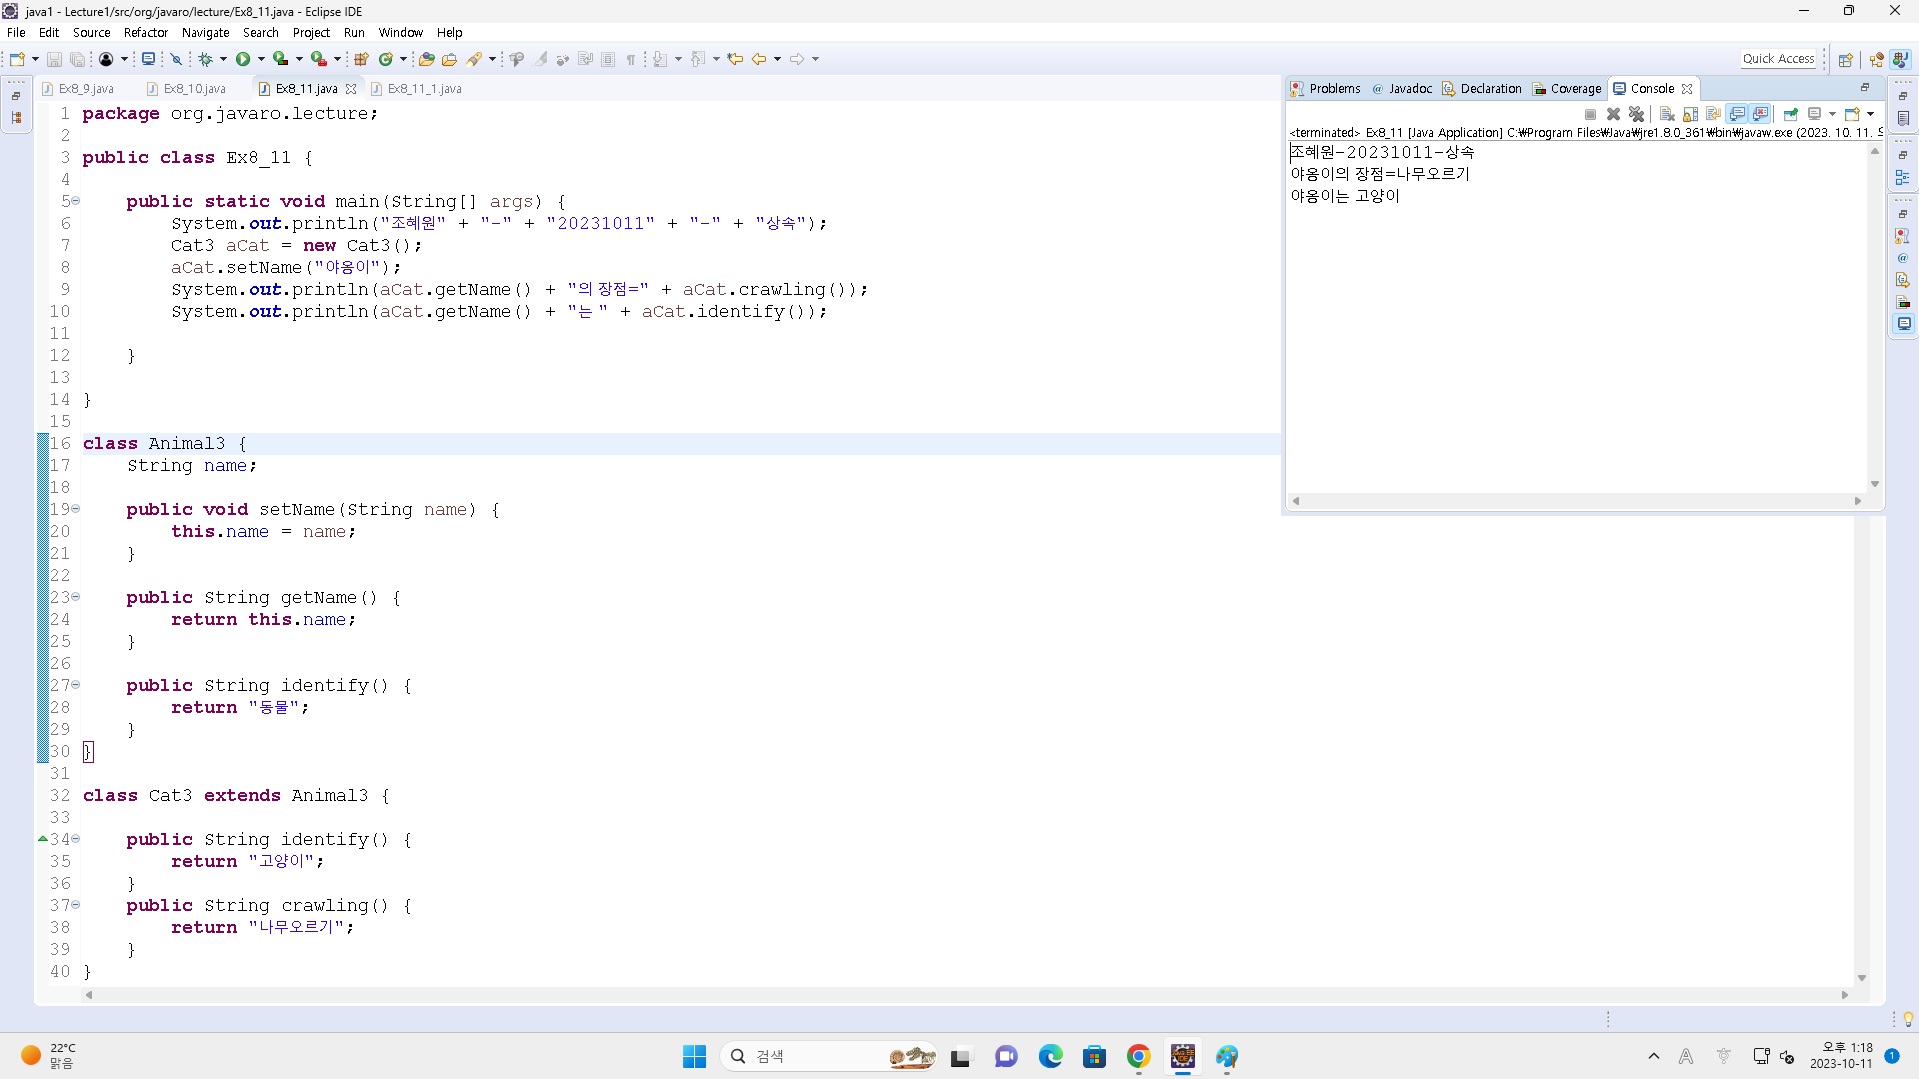 java1 - Lecture1/src/org/javaro/lecture/Ex8_11.java - Eclipse IDE
File Edit Source Refactor Navigate Search Project Run Window Help
Quick Access
Ex8_9.java Ex8_10.java Ex8_11.java Ex8_11_1.java
1 package org.javaro.lecture;
2
3 public class Ex8_11 {
4
5 public static void main(String[] args) {
6 System.out.println("조혜원" + "-" + "20231011" + "-" + "상속");
7 Cat3 aCat = new Cat3();
8 aCat.setName("야옹이");
9 System.out.println(aCat.getName() + "의 장점=" + aCat.crawling());
10 System.out.println(aCat.getName() + "는 " + aCat.identify());
11
12 }
13
14 }
15
16 class Animal3 {
17 String name;
18
19 public void setName(String name) {
20 this.name = name;
21 }
22
23 public String getName() {
24 return this.name;
25 }
26
27 public String identify() {
28 return "동물";
29 }
30 }
31
32 class Cat3 extends Animal3 {
33
34 public String identify() {
35 return "고양이";
36 }
37 public String crawling() {
38 return "나무오르기";
39 }
40 }
Problems Javadoc Declaration Coverage Console
<terminated> Ex8_11 [Java Application] C:₩Program Files₩Java₩jre1.8.0_361₩bin₩javaw.exe (2023. 10. 11.
조혜원-20231011-상속
야옹이의 장점=나무오르기
야옹이는 고양이
22°C
맑음
검색
오후 1:18
2023-10-11
1